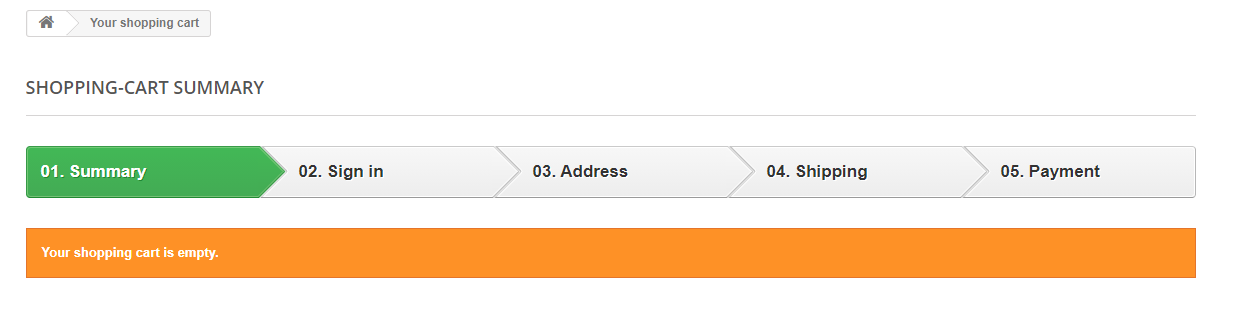 Your shopping cart
SHOPPING-CART SUMMARY
01. Summary 02. Sign in 03. Address 04. Shipping 05. Payment
Your shopping cart is empty.